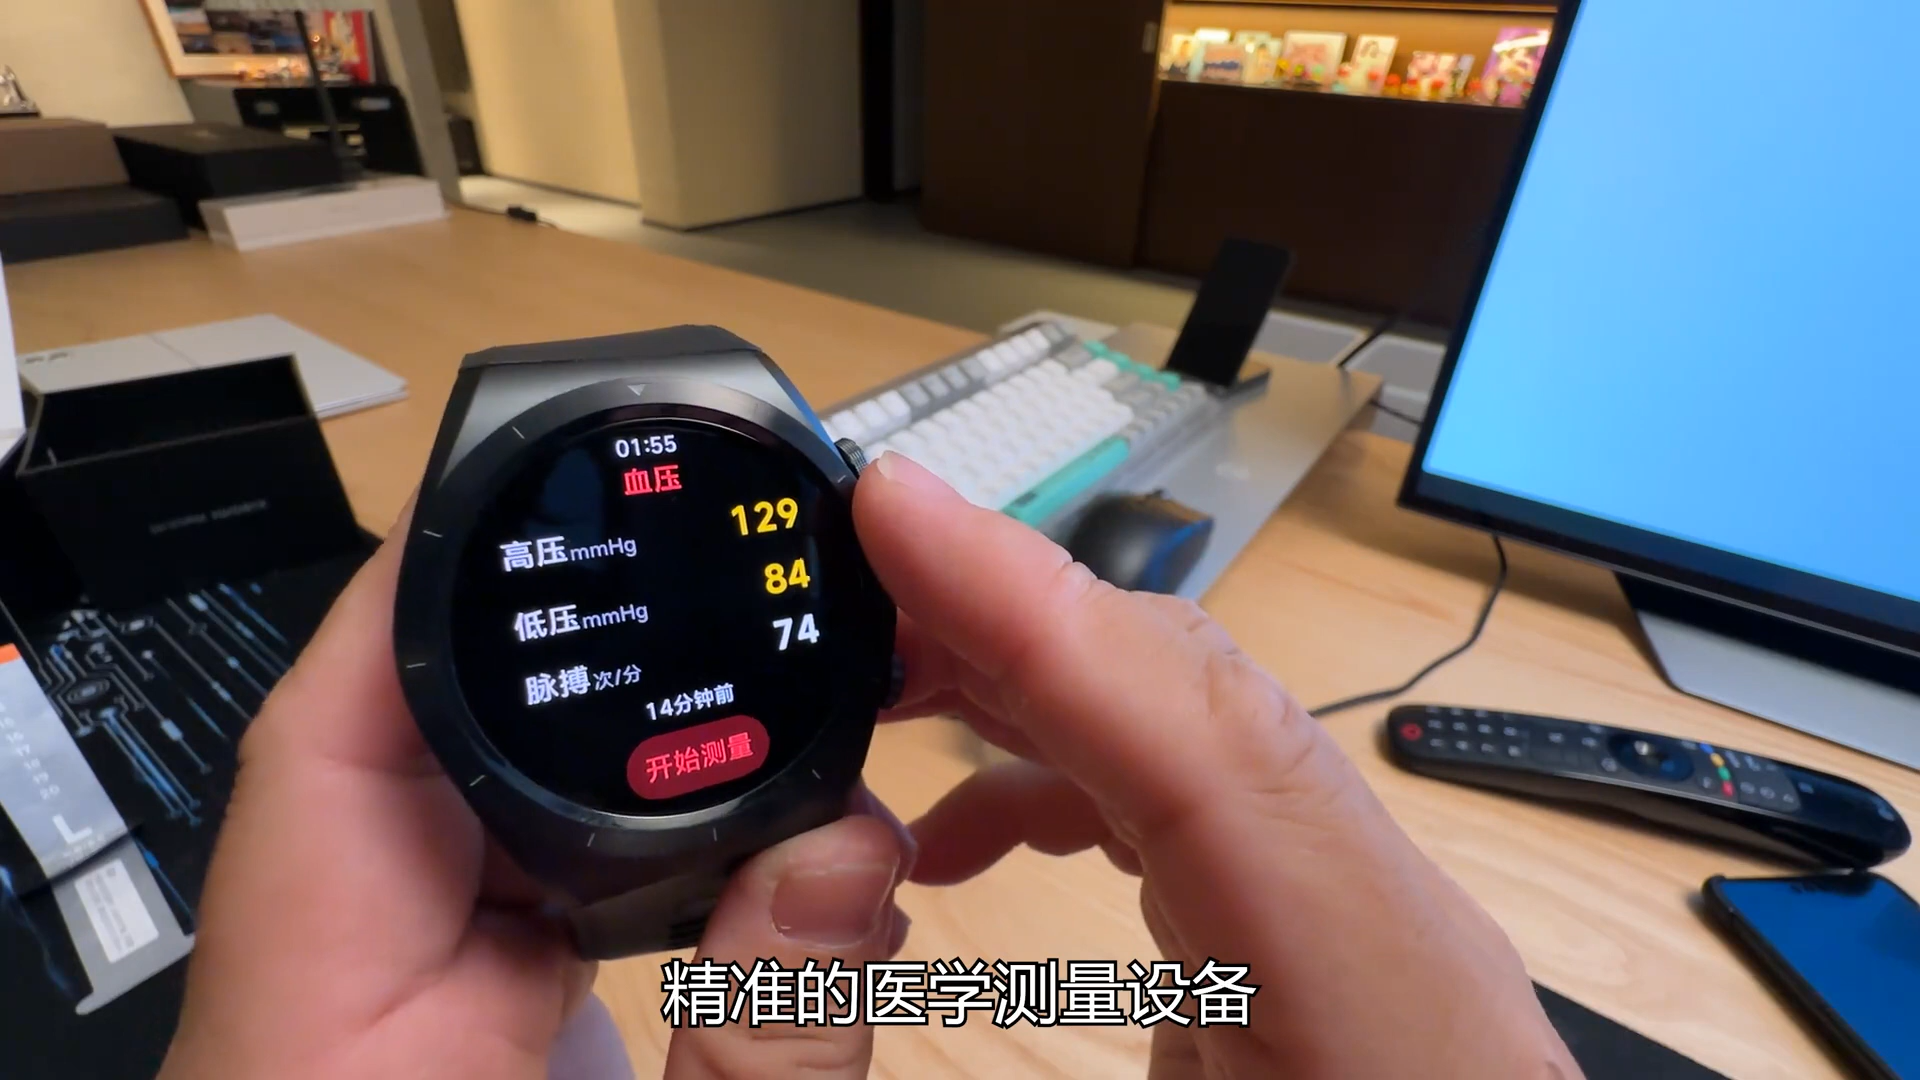 01:55
血压
高压mmHg 129
低压mmHg 84
脉搏次/分 74
14分钟前
开始测量
L
精准的医学测量设备